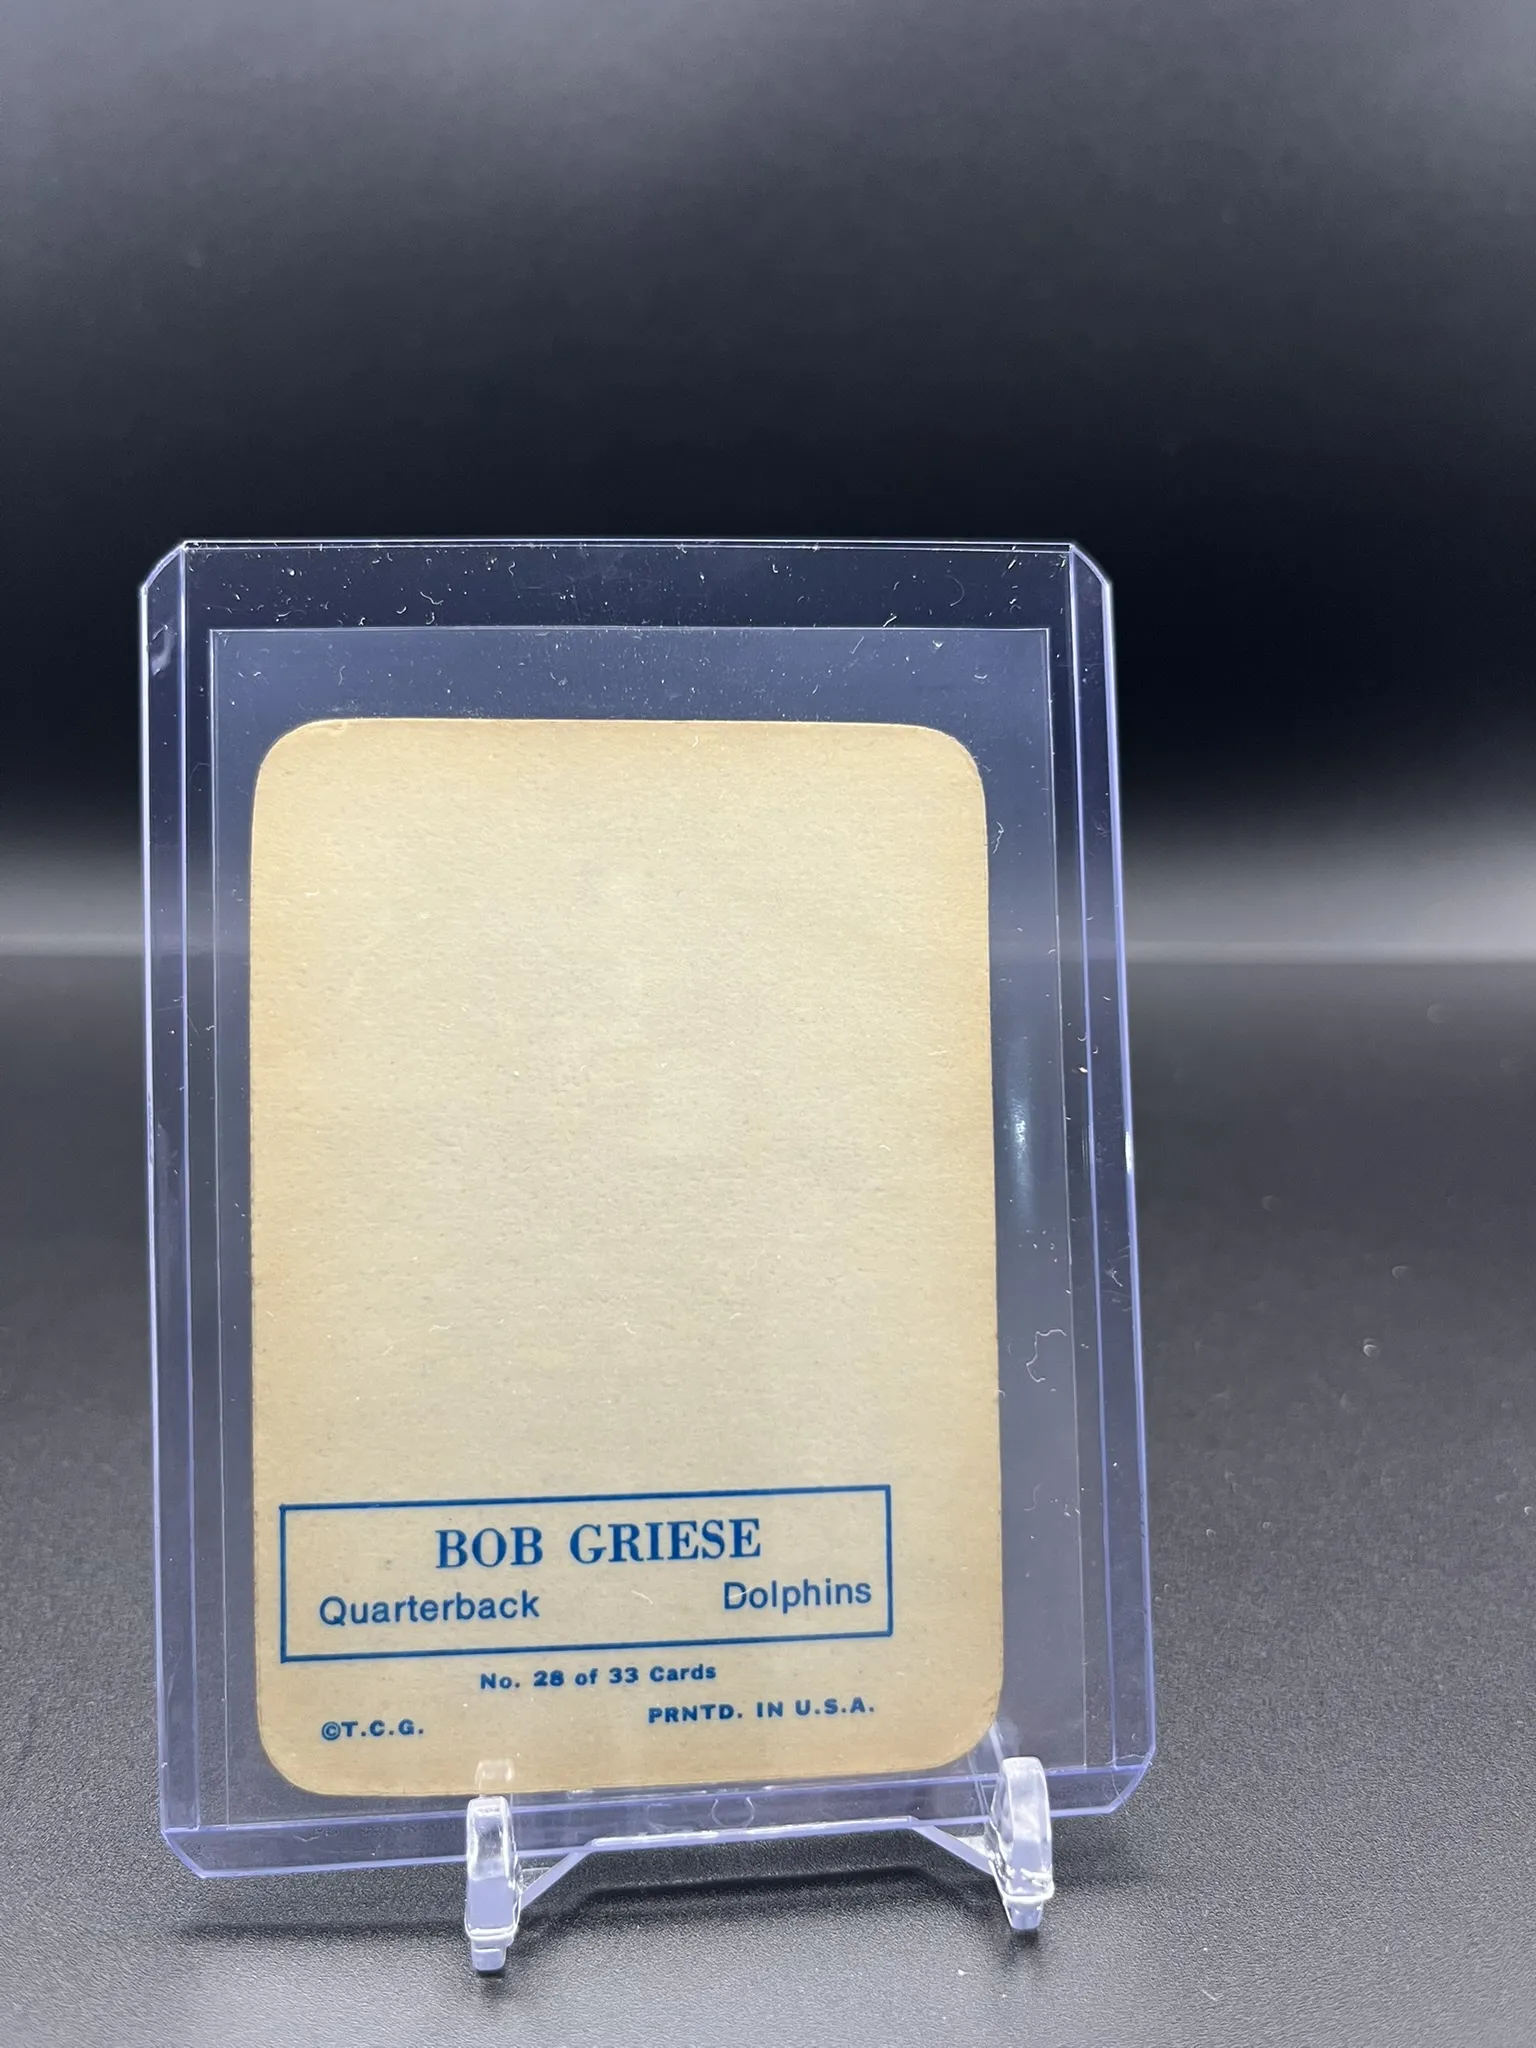 BOB GRIESE
Quarterback Dolphins
No. 28 of 33 Cards
©T.C.G. PRNTD. IN U.S.A.